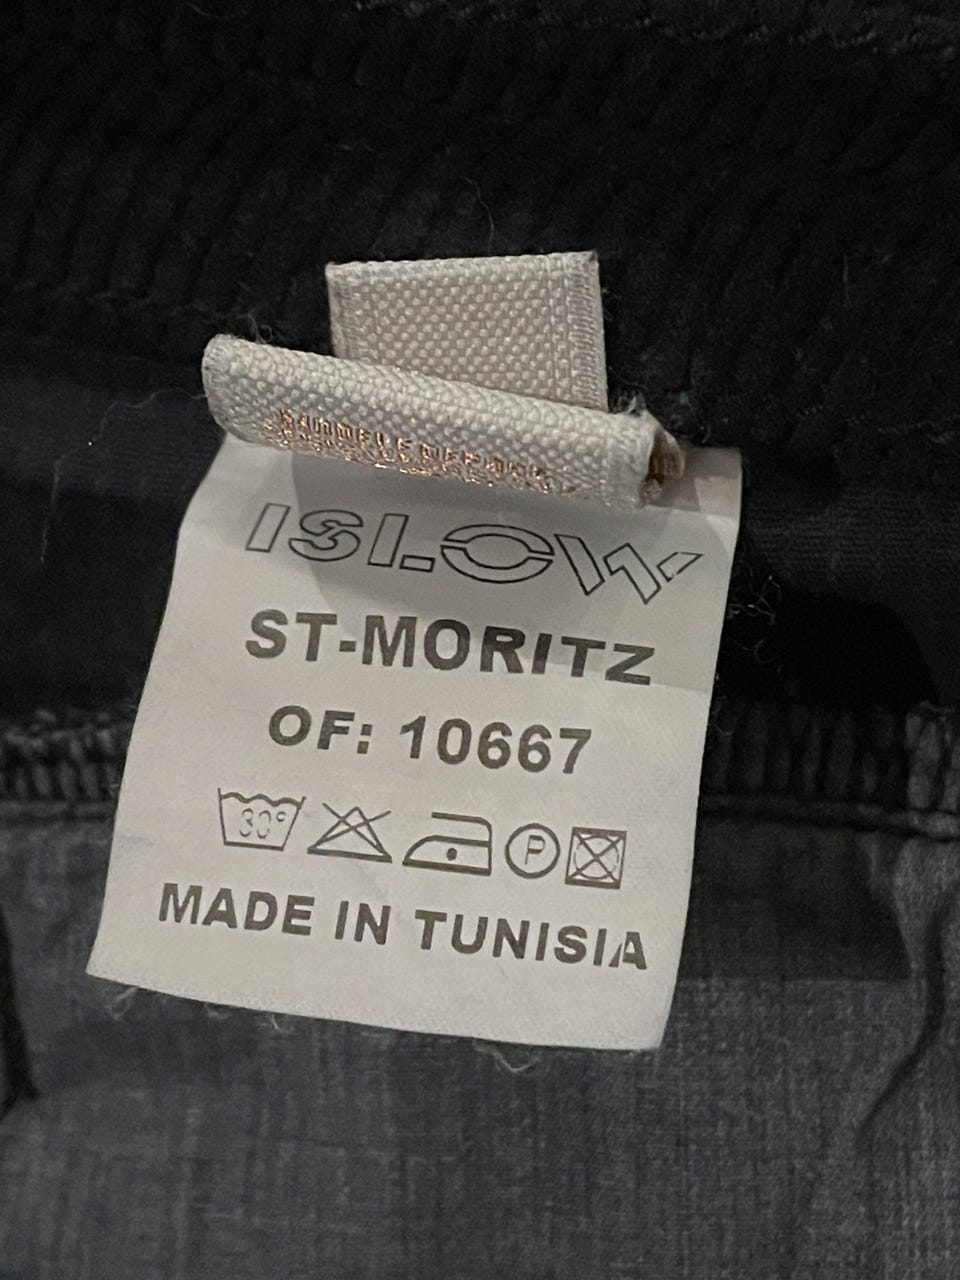 ISLOW
ST-MORITZ
OF: 10667
30°
P
MADE IN TUNISIA